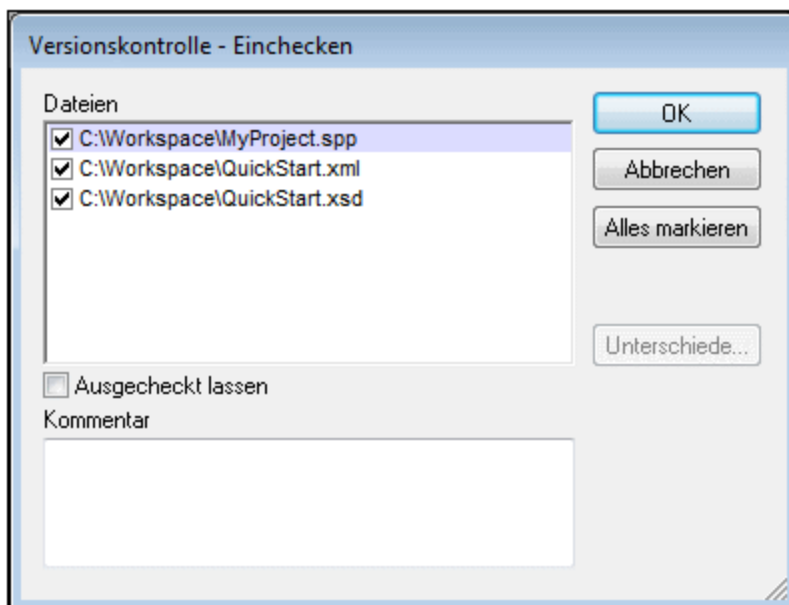 Versionskontrolle - Einchecken
Dateien
C:\Workspace\MyProject.spp
C:\Workspace\QuickStart.xml
C:\Workspace\QuickStart.xsd
OK
Abbrechen
Alles markieren
Unterschiede...
Ausgecheckt lassen
Kommentar